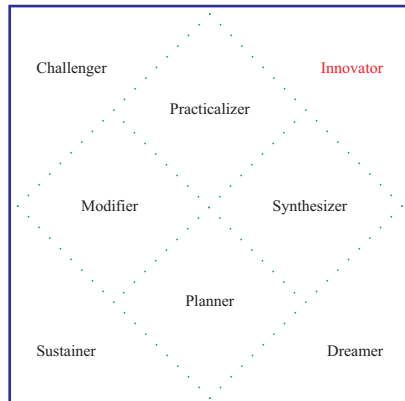 Challenger Innovator
Practicalizer
Modifier Synthesizer
Planner
Sustainer Dreamer